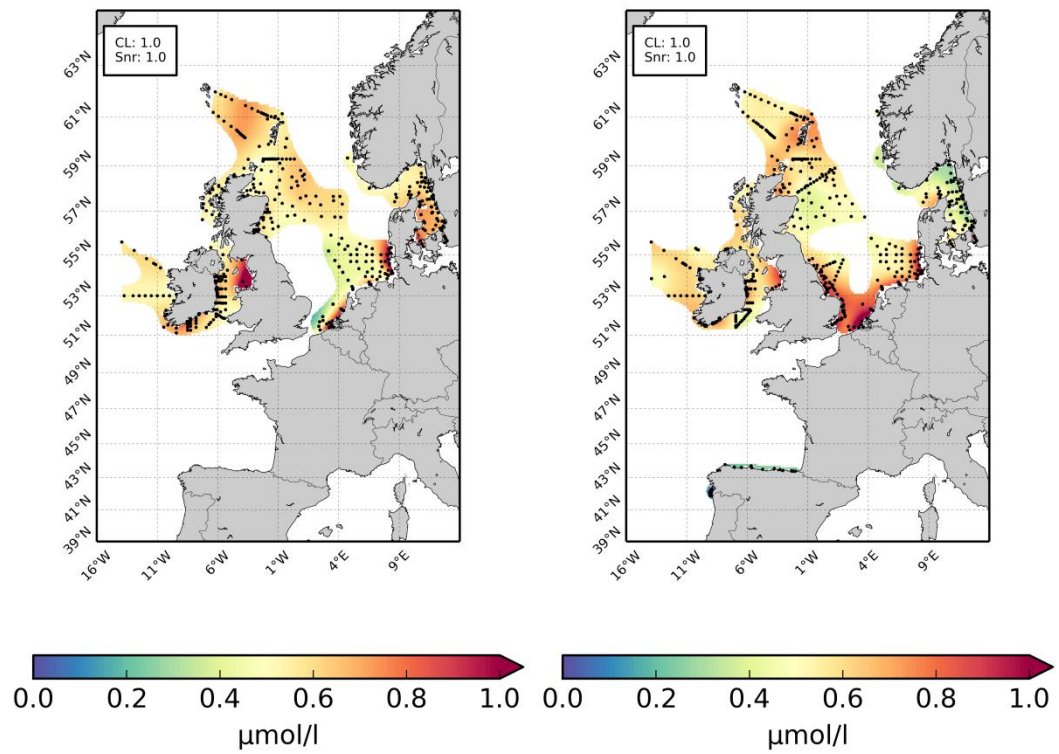 CL: 1.0
Snr: 1.0
63°N
61°N
59°N
57°N
55°N
53°N
51°N
49°N
47°N
45°N
43°N
41°N
39°N
16°W
11°W
6°W
1°W
4°E
9°E
0.0 0.2 0.4 0.6 0.8 1.0
μmol/l
CL: 1.0
Snr: 1.0
63°N
61°N
59°N
57°N
55°N
53°N
51°N
49°N
47°N
45°N
43°N
41°N
39°N
16°W
11°W
6°W
1°W
4°E
9°E
0.0 0.2 0.4 0.6 0.8 1.0
μmol/l